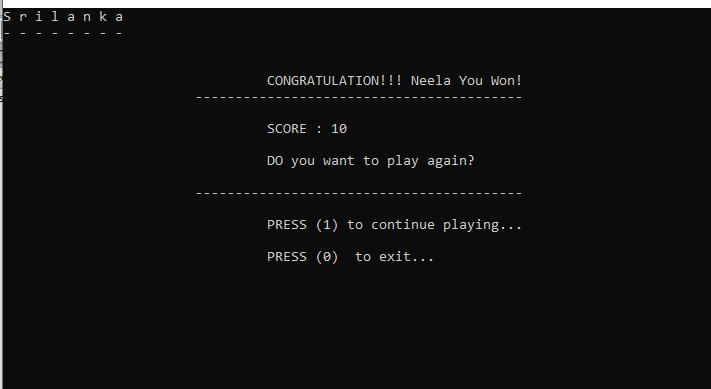 S r i l a n k a
- - - - - - - -
CONGRATULATION!!! Neela You Won!
-----------------------------------------
SCORE : 10
DO you want to play again?
-----------------------------------------
PRESS (1) to continue playing...
PRESS (0)  to exit...